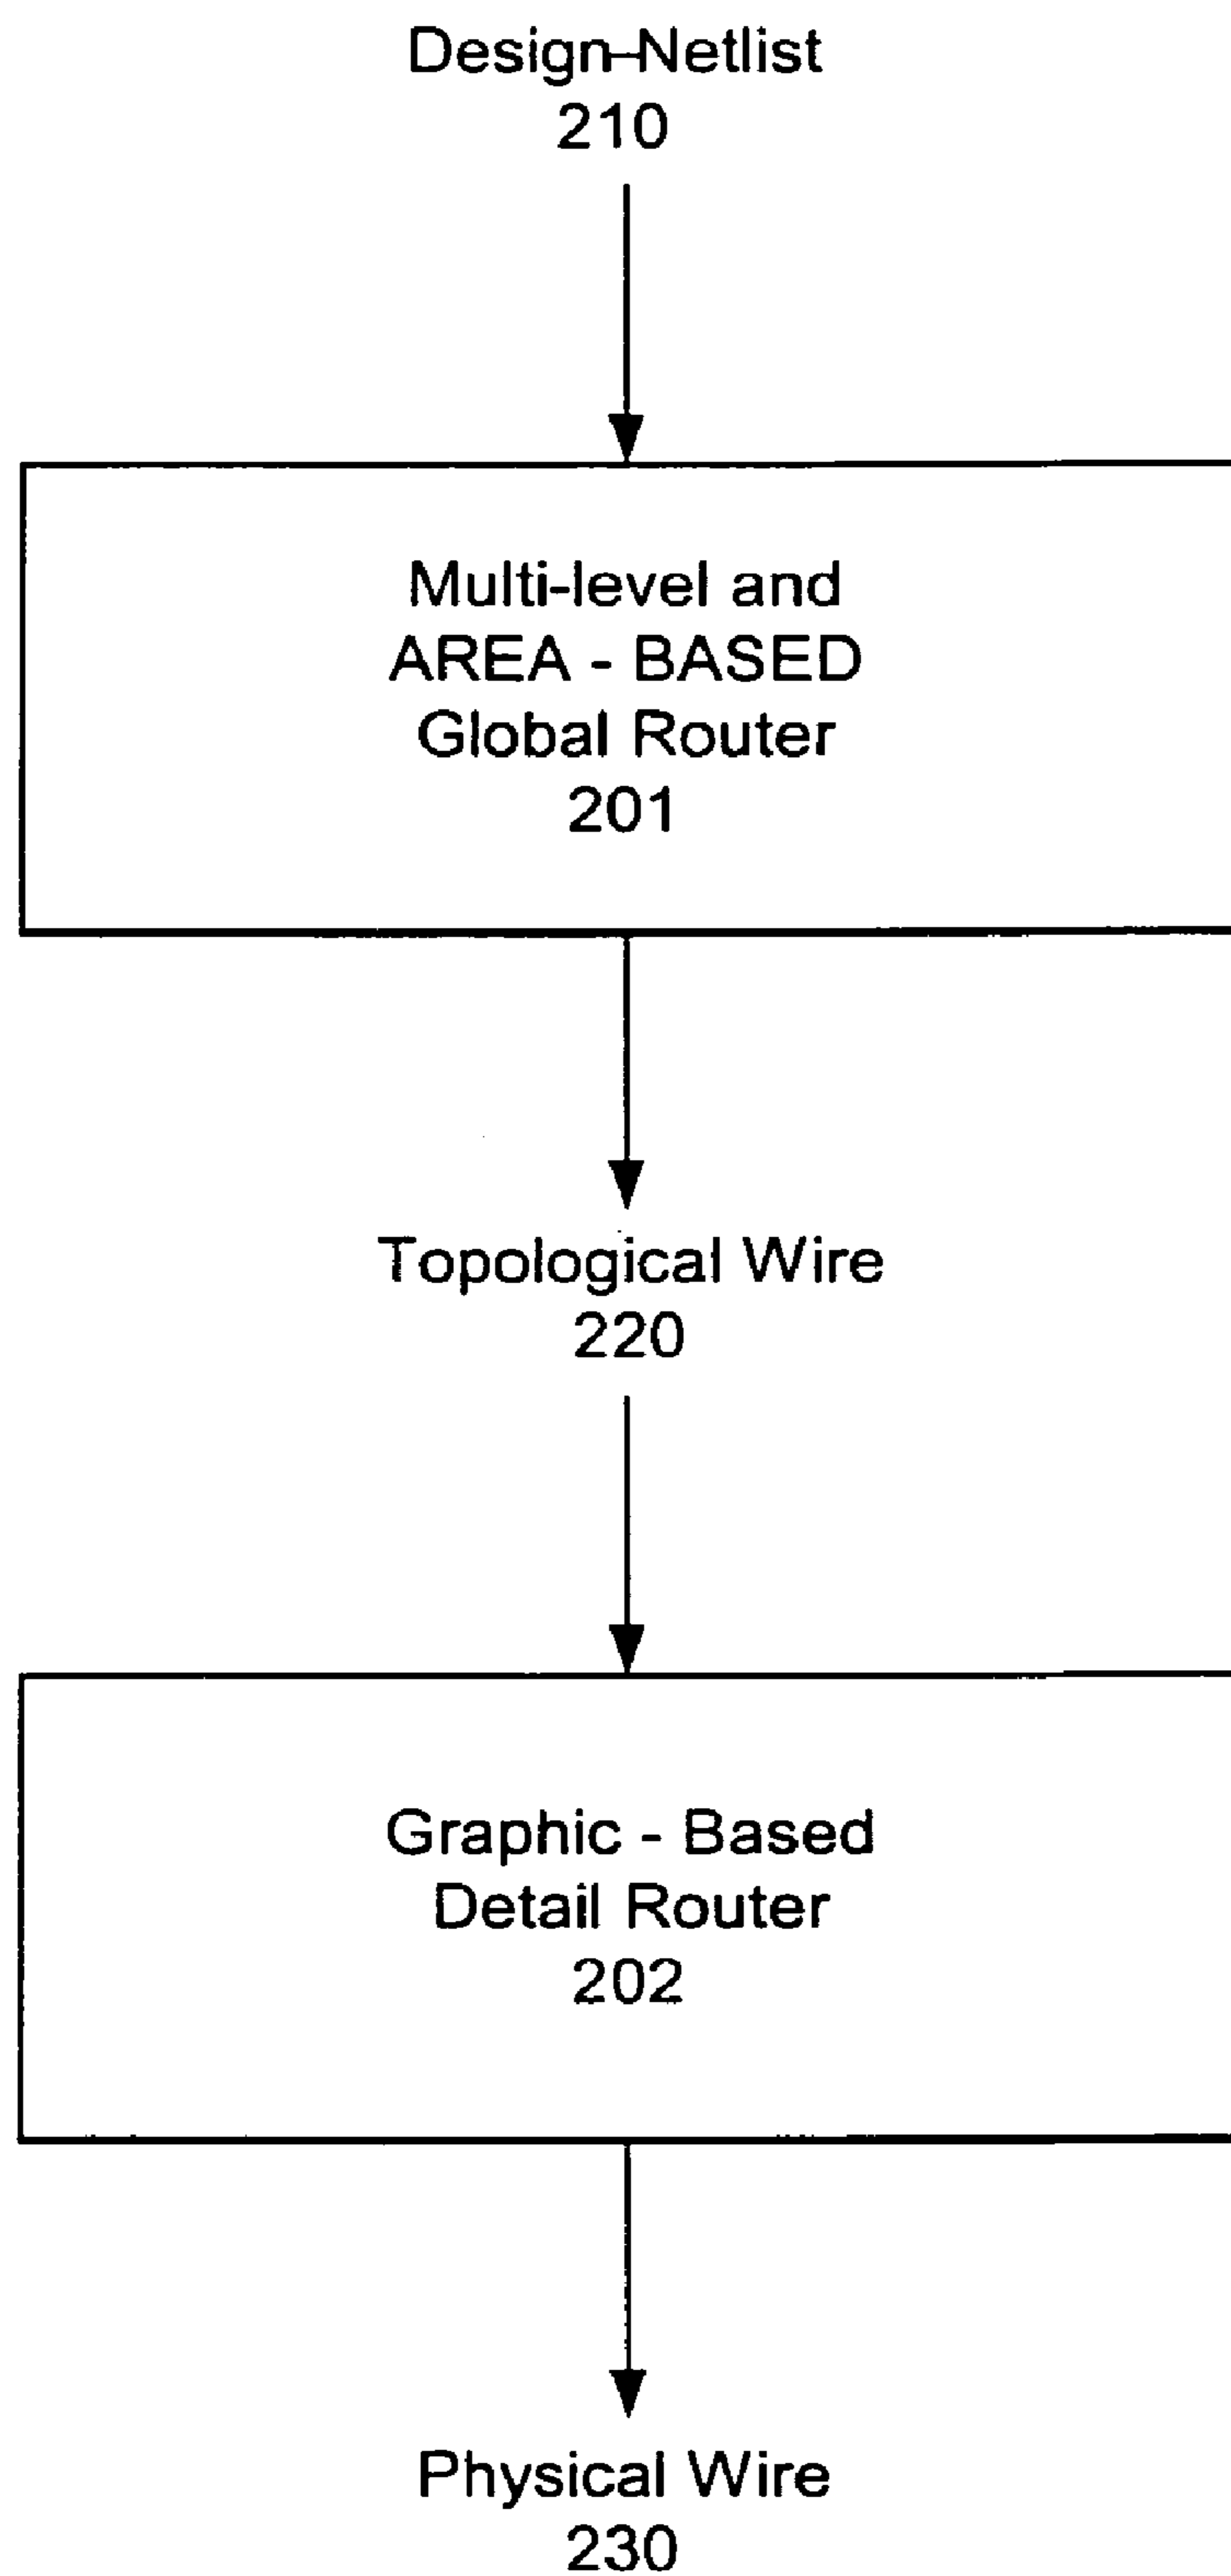 Design-Netlist
210
Multi-level and
AREA - BASED
Global Router
201
Topological Wire
220
Graphic - Based
Detail Router
202
Physical Wire
230